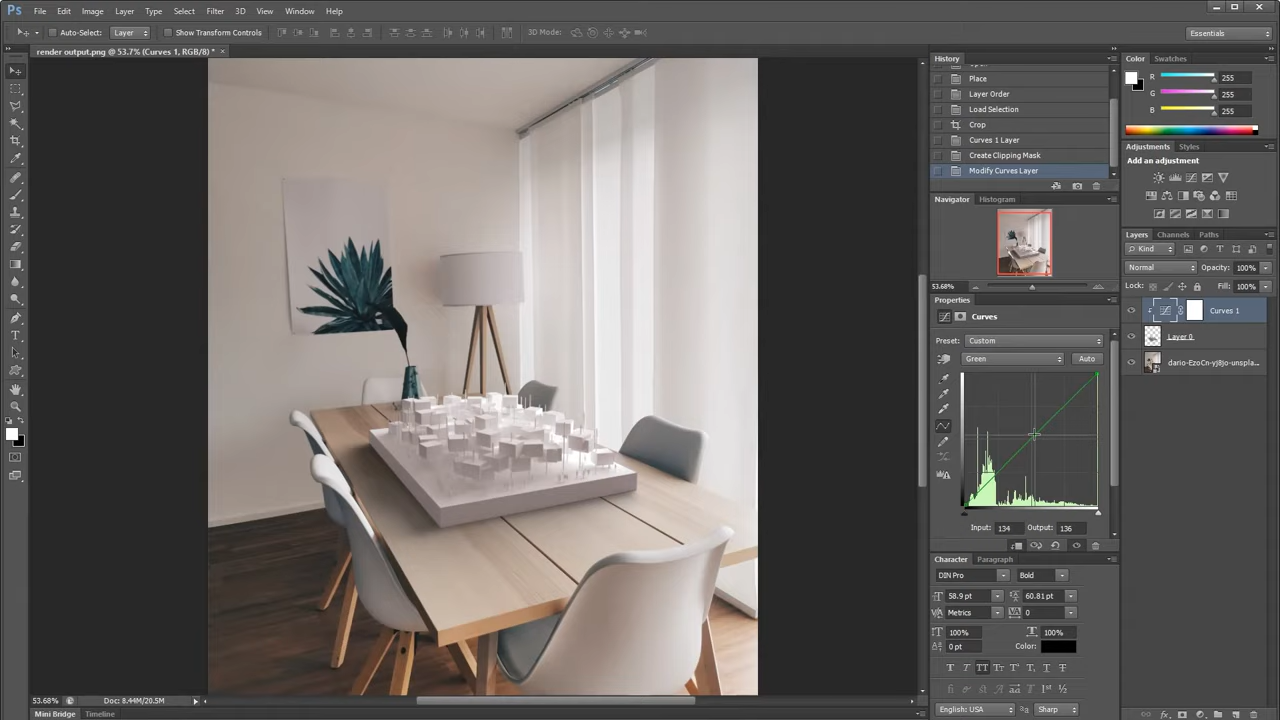 Ps File Edit Image Layer Type Select Filter 3D View Window Help
Auto-Select: Layer Show Transform Controls 3D Mode: Essentials
render output.png @ 53.7% (Curves 1, RGB/8) *
History
Place
Layer Order
Load Selection
Crop
Curves 1 Layer
Create Clipping Mask
Modify Curves Layer
Navigator Histogram
53.68%
Properties
Curves
Preset: Custom
Green Auto
Input: 134 Output: 136
Character Paragraph
DIN Pro Bold
58.9 pt 60.81 pt
Metrics 0
100% 100%
0 pt Color:
English: USA Sharp
Color Swatches
R 255
G 255
B 255
Adjustments Styles
Add an adjustment
Layers Channels Paths
Kind
Normal Opacity: 100%
Lock: Fill: 100%
Curves 1
Layer 0
dario-EzoCn-yj8jo-unspla...
53.68% Doc: 8.44M/20.5M
Mini Bridge Timeline